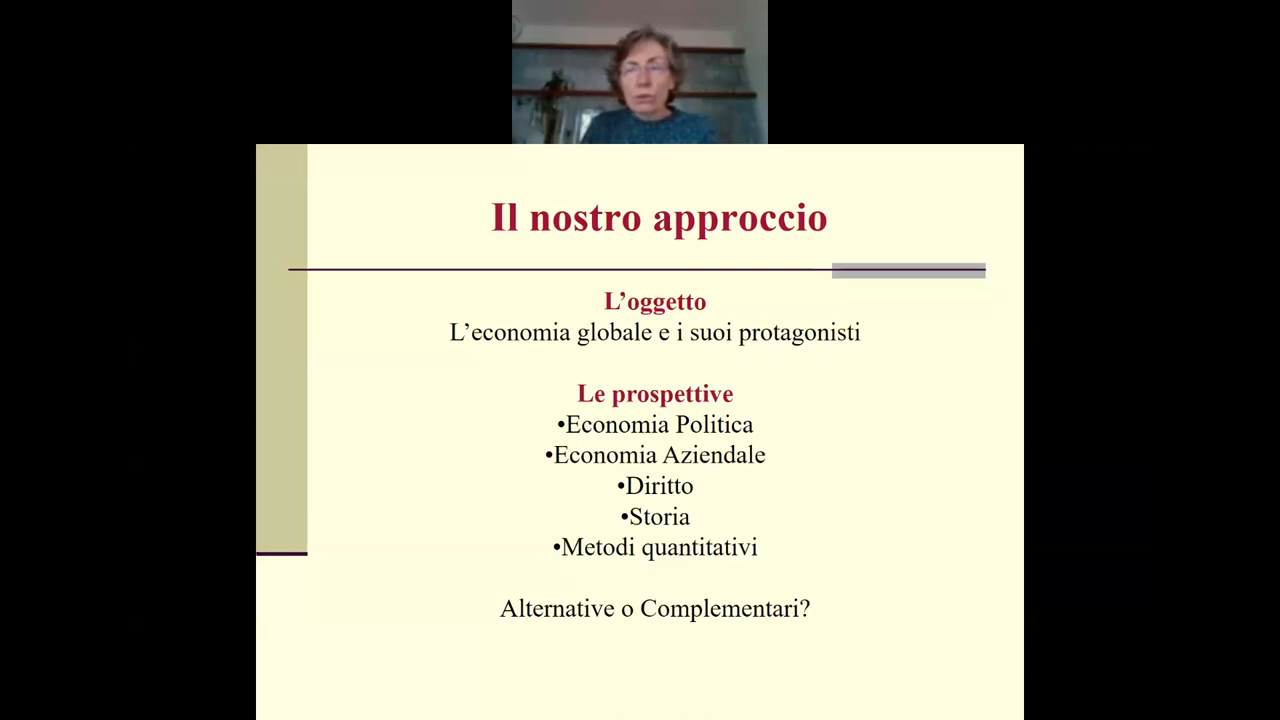 Il nostro approccio
L’oggetto
L’economia globale e i suoi protagonisti
Le prospettive
•Economia Politica
•Economia Aziendale
•Diritto
•Storia
•Metodi quantitativi
Alternative o Complementari?